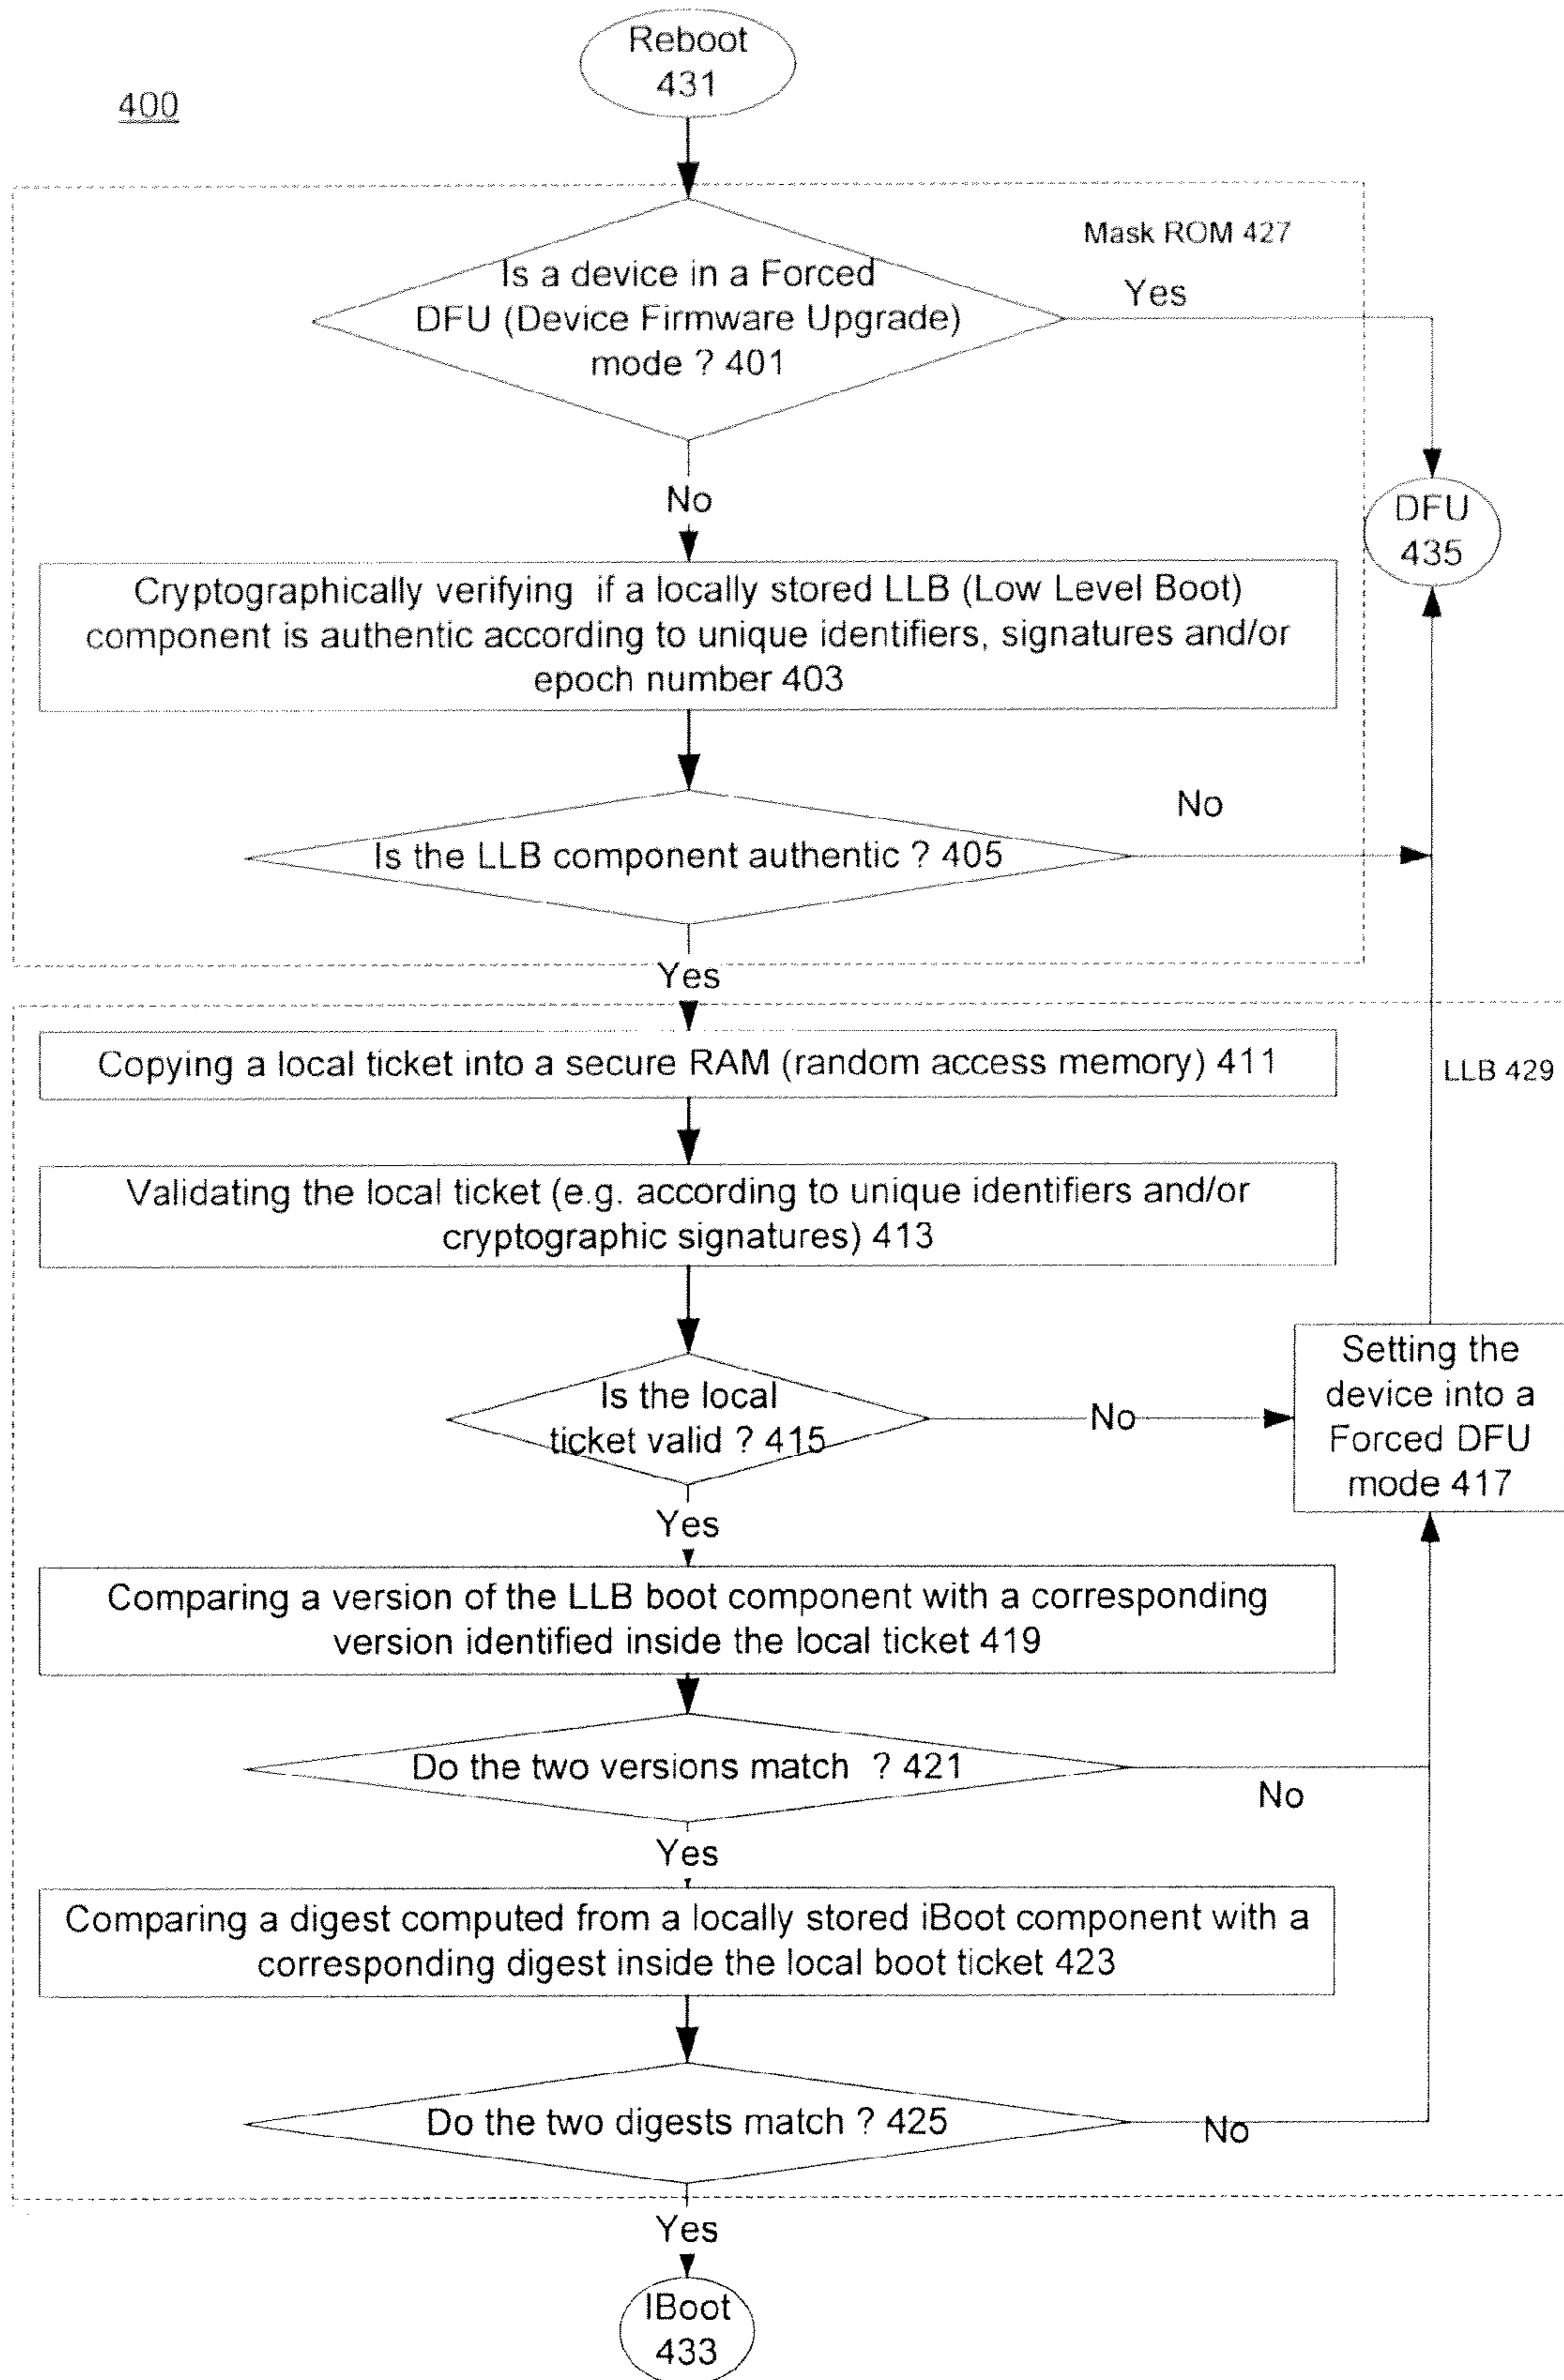 Reboot
431
400
Mask ROM 427
Is a device in a Forced
DFU (Device Firmware Upgrade)
mode ? 401
Yes
No
DFU
435
Cryptographically verifying if a locally stored LLB (Low Level Boot)
component is authentic according to unique identifiers, signatures and/or
epoch number 403
No
Is the LLB component authentic ? 405
Yes
Copying a local ticket into a secure RAM (random access memory) 411
LLB 429
Validating the local ticket (e.g. according to unique identifiers and/or
cryptographic signatures) 413
Is the local
ticket valid ? 415
No
Setting the
device into a
Forced DFU
mode 417
Yes
Comparing a version of the LLB boot component with a corresponding
version identified inside the local ticket 419
Do the two versions match ? 421
No
Yes
Comparing a digest computed from a locally stored iBoot component with a
corresponding digest inside the local boot ticket 423
Do the two digests match ? 425
No
Yes
IBoot
433